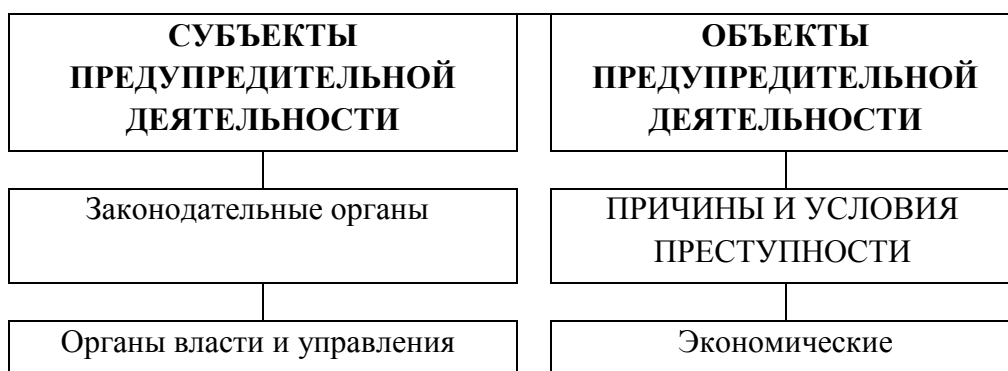 СУБЪЕКТЫ
ПРЕДУПРЕДИТЕЛЬНОЙ
ДЕЯТЕЛЬНОСТИ
ОБЪЕКТЫ
ПРЕДУПРЕДИТЕЛЬНОЙ
ДЕЯТЕЛЬНОСТИ
Законодательные органы
ПРИЧИНЫ И УСЛОВИЯ
ПРЕСТУПНОСТИ
Органы власти и управления
Экономические